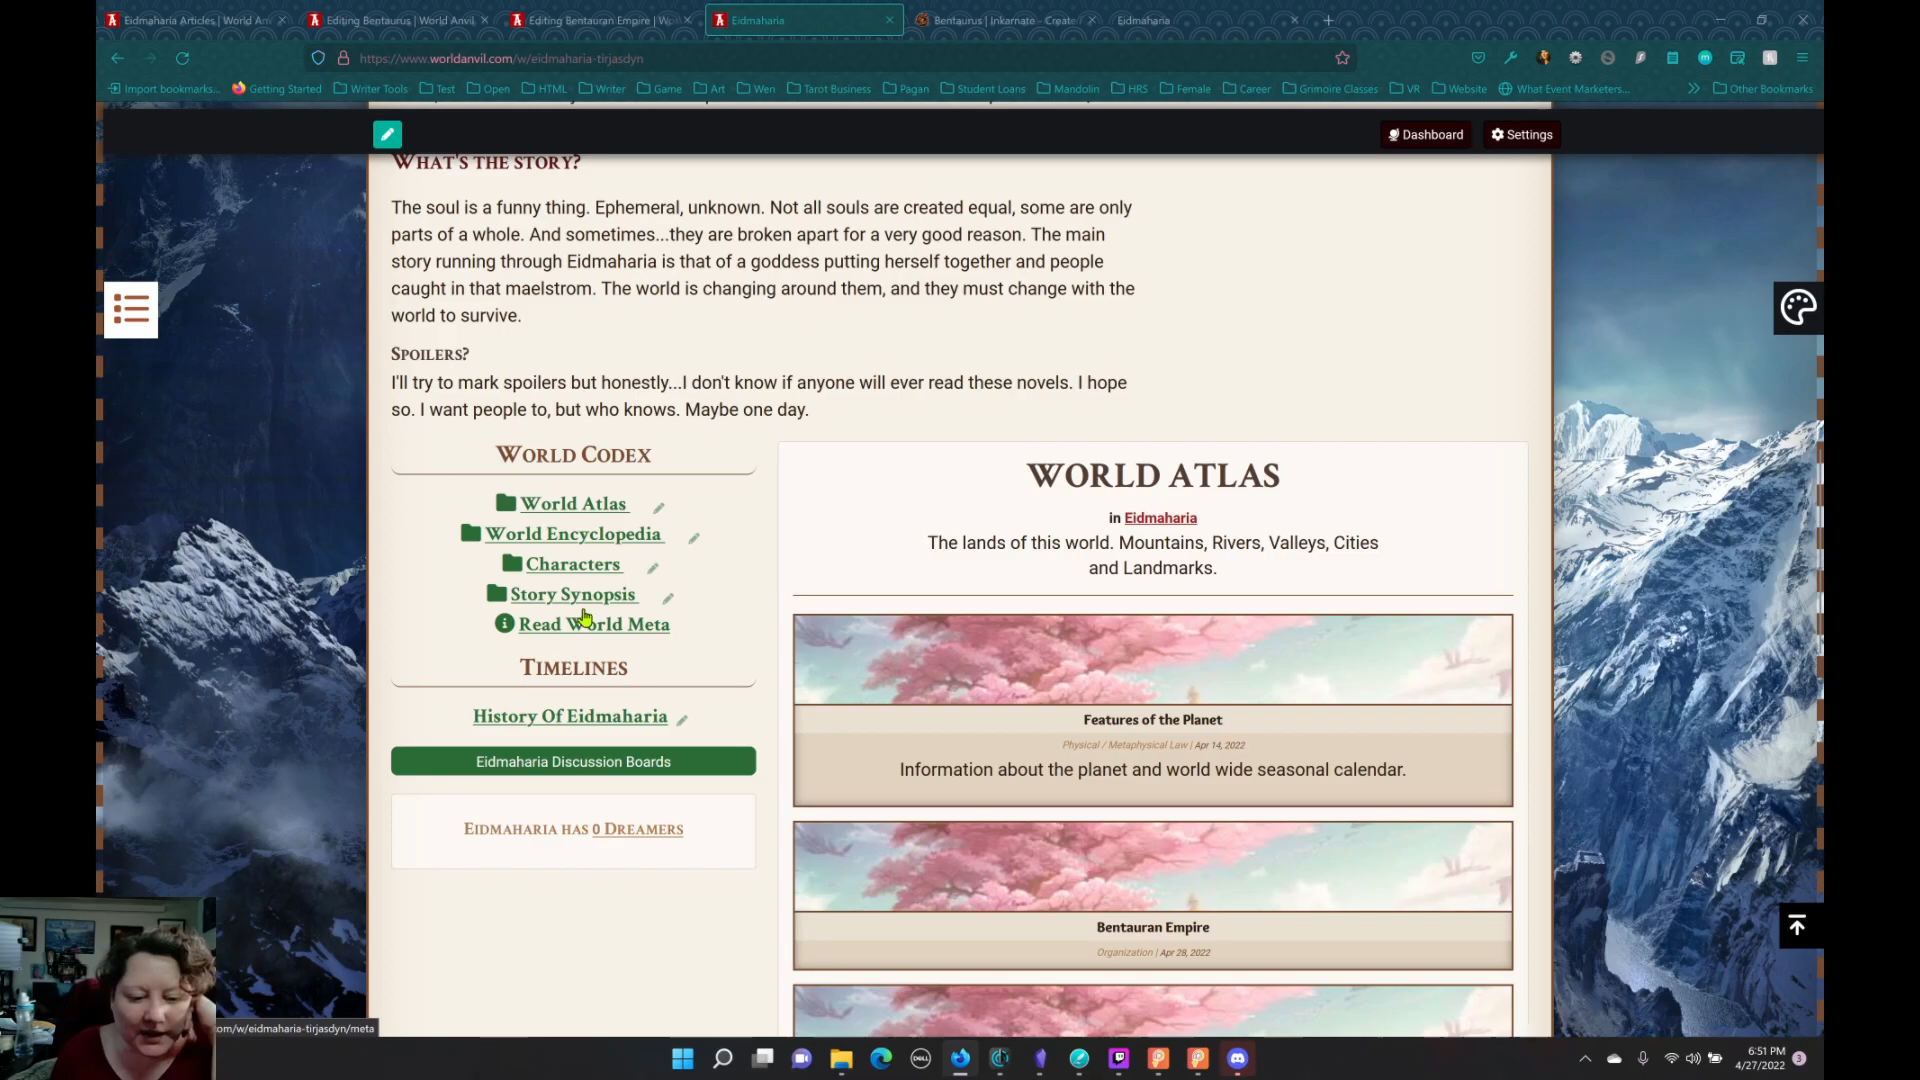 Eidmaharia Articles | World An
Editing Bentaurus | World Anvil
Editing Bentauran Empire | Wo
Eidmaharia
Bentaurus | Inkarnate - Create
Eidmaharia
https://www.worldanvil.com/w/eidmaharia-tirjasdyn
Import bookmarks... Getting Started Writer Tools Test Open HTML Writer Game Art Wen Tarot Business Pagan Student Loans Mandolin HRS Female Career Grimoire Classes VR Website What Event Marketers... Other Bookmarks
Dashboard Settings
What's the story?
The soul is a funny thing. Ephemeral, unknown. Not all souls are created equal, some are only
parts of a whole. And sometimes...they are broken apart for a very good reason. The main
story running through Eidmaharia is that of a goddess putting herself together and people
caught in that maelstrom. The world is changing around them, and they must change with the
world to survive.
Spoilers?
I'll try to mark spoilers but honestly...I don't know if anyone will ever read these novels. I hope
so. I want people to, but who knows. Maybe one day.
World Codex
World Atlas
World Encyclopedia
Characters
Story Synopsis
Read World Meta
Timelines
History Of Eidmaharia
Eidmaharia Discussion Boards
Eidmaharia has 0 Dreamers
WORLD ATLAS
in Eidmaharia
The lands of this world. Mountains, Rivers, Valleys, Cities
and Landmarks.
Features of the Planet
Physical / Metaphysical Law | Apr 14, 2022
Information about the planet and world wide seasonal calendar.
Bentauran Empire
Organization | Apr 28, 2022
om/w/eidmaharia-tirjasdyn/meta
DELL
6:51 PM
4/27/2022
3